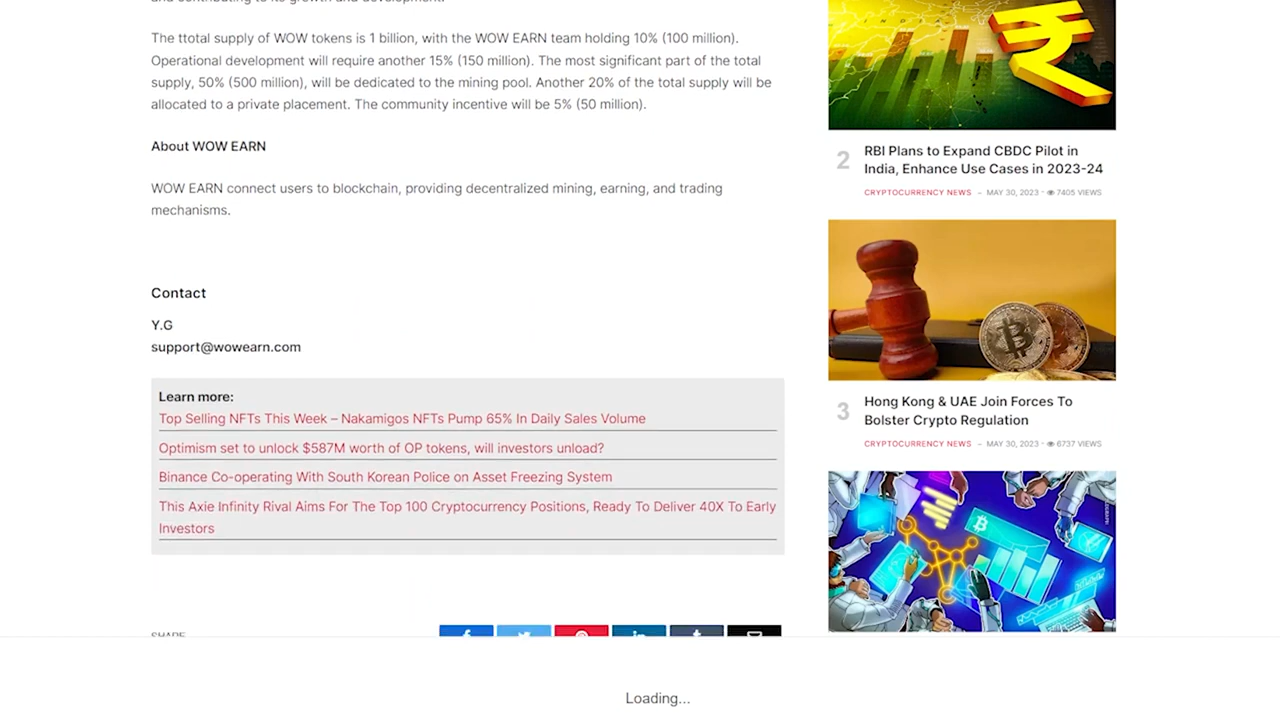 The ttotal supply of WOW tokens is 1 billion, with the WOW EARN team holding 10% (100 million).
Operational development will require another 15% (150 million). The most significant part of the total
supply, 50% (500 million), will be dedicated to the mining pool. Another 20% of the total supply will be
allocated to a private placement. The community incentive will be 5% (50 million).
About WOW EARN
WOW EARN connect users to blockchain, providing decentralized mining, earning, and trading
mechanisms.
Contact
Y.G
support@wowearn.com
Learn more:
Top Selling NFTs This Week – Nakamigos NFTs Pump 65% In Daily Sales Volume
Optimism set to unlock $587M worth of OP tokens, will investors unload?
Binance Co-operating With South Korean Police on Asset Freezing System
This Axie Infinity Rival Aims For The Top 100 Cryptocurrency Positions, Ready To Deliver 40X To Early
Investors
SHARE
2
RBI Plans to Expand CBDC Pilot in
India, Enhance Use Cases in 2023-24
CRYPTOCURRENCY NEWS – MAY 30, 2023 - 7405 VIEWS
3
Hong Kong & UAE Join Forces To
Bolster Crypto Regulation
CRYPTOCURRENCY NEWS – MAY 30, 2023 - 6737 VIEWS
Loading...